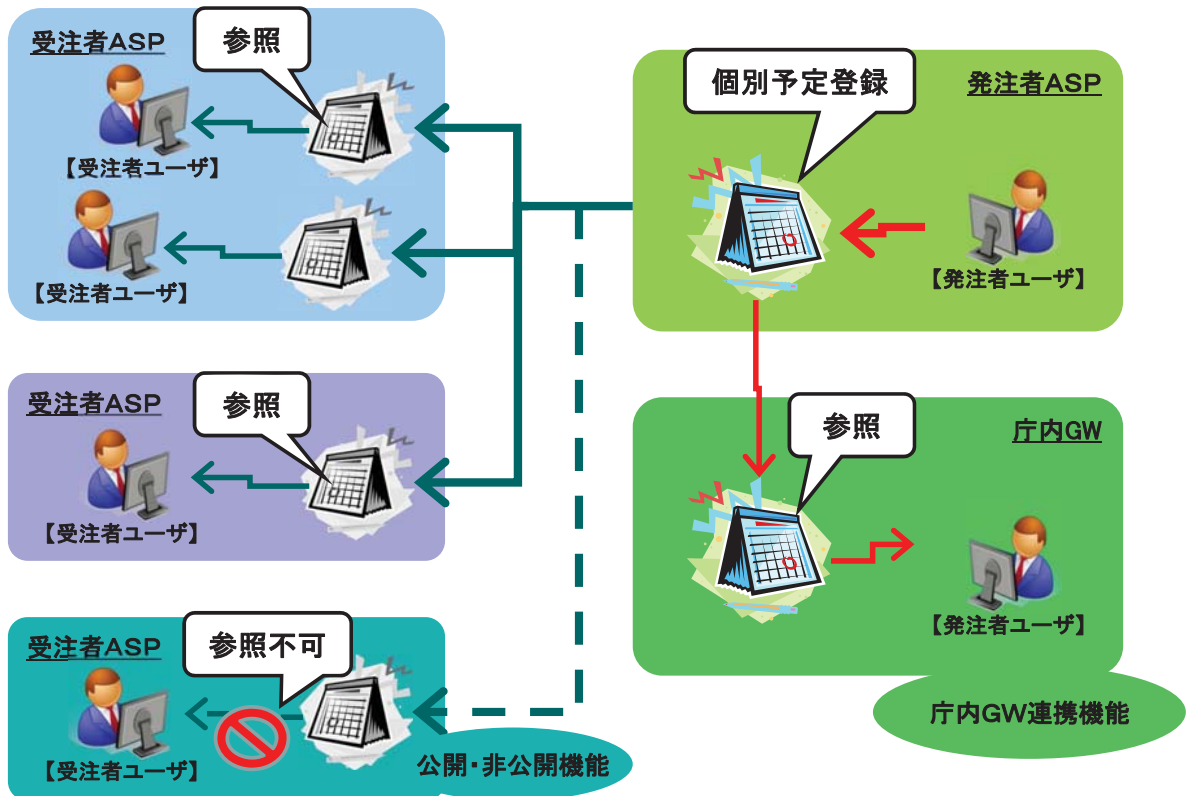 受注者ASP
参照
【受注者ユーザ】
【受注者ユーザ】
受注者ASP
参照
【受注者ユーザ】
受注者ASP
参照不可
【受注者ユーザ】
公開・非公開機能
個別予定登録
発注者ASP
【発注者ユーザ】
参照
庁内GW
【発注者ユーザ】
庁内GW連携機能